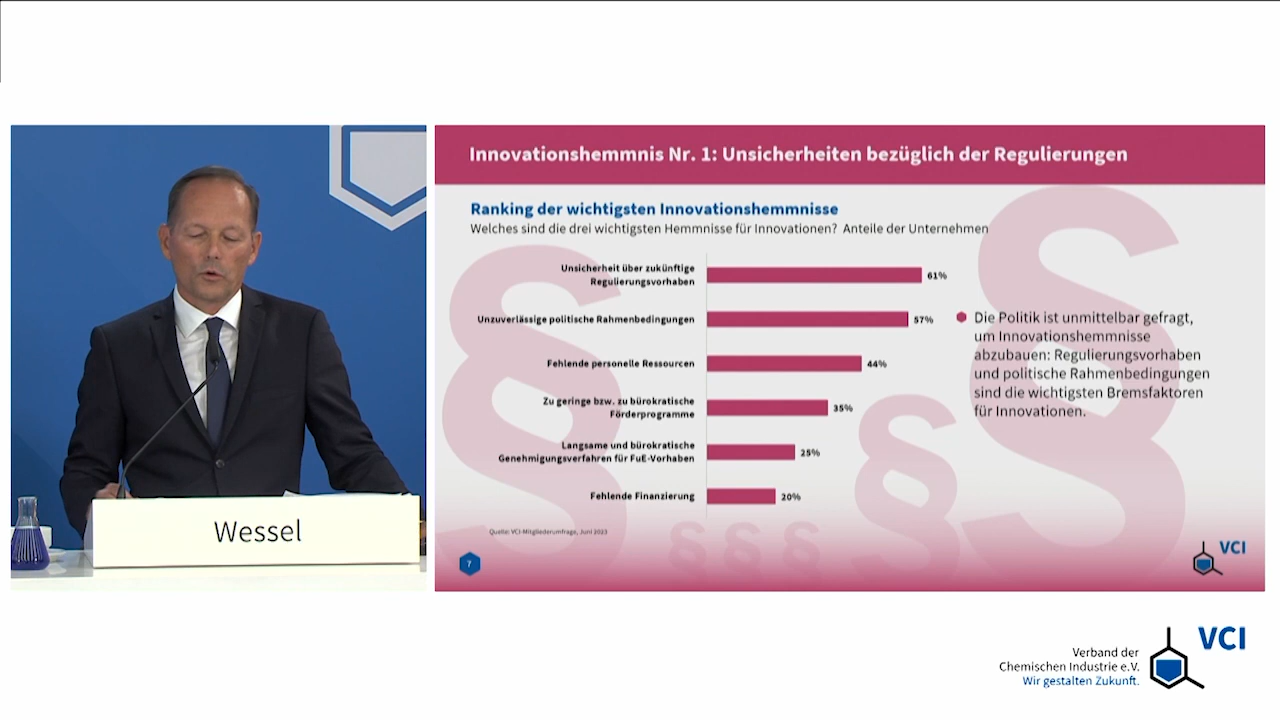 Wessel
Innovationshemmnis Nr. 1: Unsicherheiten bezüglich der Regulierungen
Ranking der wichtigsten Innovationshemmnisse
Welches sind die drei wichtigsten Hemmnisse für Innovationen? Anteile der Unternehmen
Unsicherheit über zukünftige
Regulierungsvorhaben
61%
Unzuverlässige politische Rahmenbedingungen
57%
Fehlende personelle Ressourcen
44%
Zu geringe bzw. zu bürokratische
Förderprogramme
35%
Langsame und bürokratische
Genehmigungsverfahren für FuE-Vorhaben
25%
Fehlende Finanzierung
20%
Die Politik ist unmittelbar gefragt,
um Innovationshemmnisse
abzubauen: Regulierungsvorhaben
und politische Rahmenbedingungen
sind die wichtigsten Bremsfaktoren
für Innovationen.
Quelle: VCI-Mitgliederumfrage, Juni 2023
7
VCI
Verband der
Chemischen Industrie e.V.
Wir gestalten Zukunft.
VCI